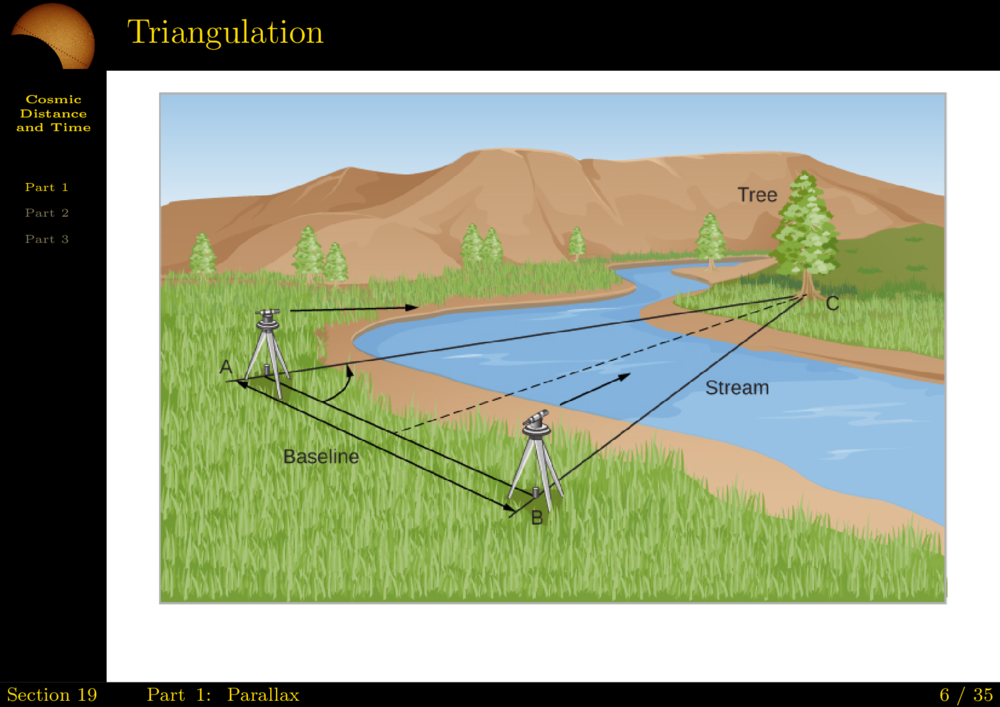 Triangulation
Cosmic
Distance
and Time
Part 1
Part 2
Part 3
Tree
C
A
Stream
Baseline
B
Section 19
Part 1: Parallax
6 / 35